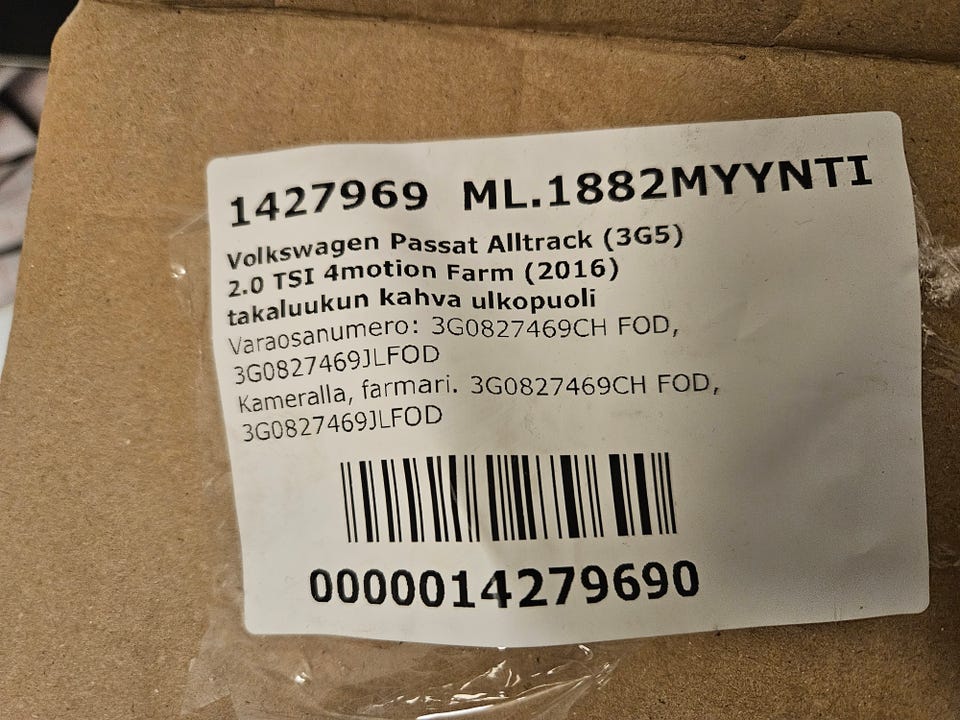 1427969 ML.1882MYYNTI
Volkswagen Passat Alltrack (3G5)
2.0 TSI 4motion Farm (2016)
takaluukun kahva ulkopuoli
Varaosanumero: 3G0827469CH FOD,
3G0827469JLFOD
Kameralla, farmari. 3G0827469CH FOD,
3G0827469JLFOD
0000014279690